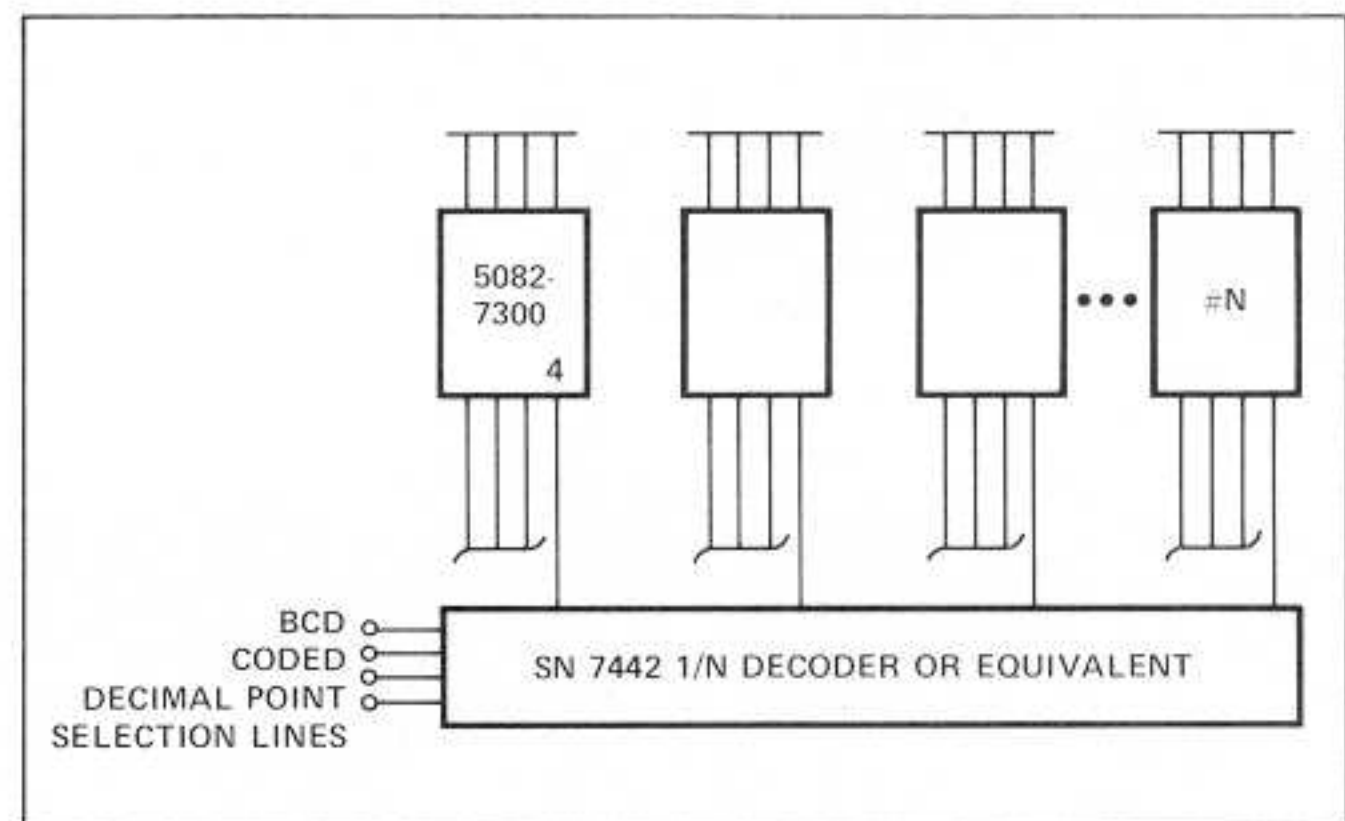 5082-
7300
4
#N
BCD
CODED
DECIMAL POINT
SELECTION LINES
SN 7442 1/N DECODER OR EQUIVALENT